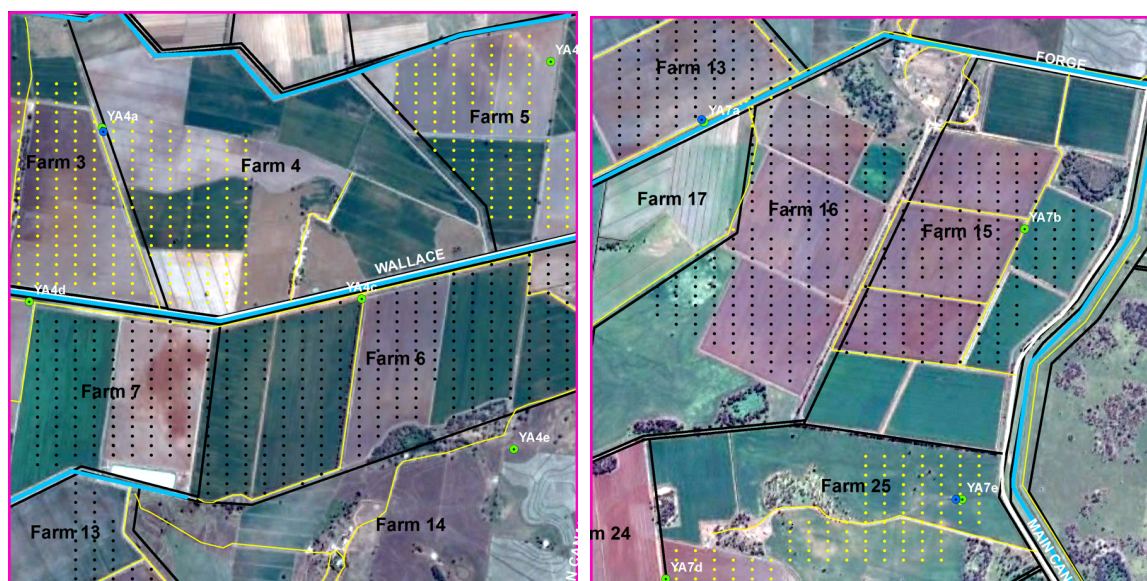 YA4a
YA4
Farm 5
Farm 3
Farm 4
WALLACE
YA4d
YA4c
Farm 6
Farm 7
YA4e
Farm 13
Farm 14
FORGE
Farm 13
YA7a
Farm 17
Farm 16
Farm 15
YA7b
Farm 25
YA7e
m 24
MAIN CAN
YA7d